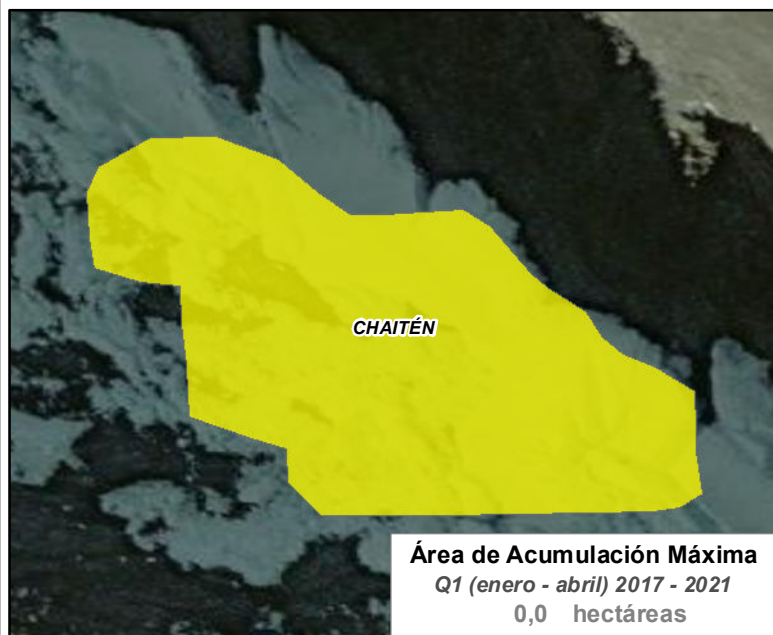 CHAITÉN
Área de Acumulación Máxima
Q1 (enero - abril) 2017 - 2021
0,0 hectáreas